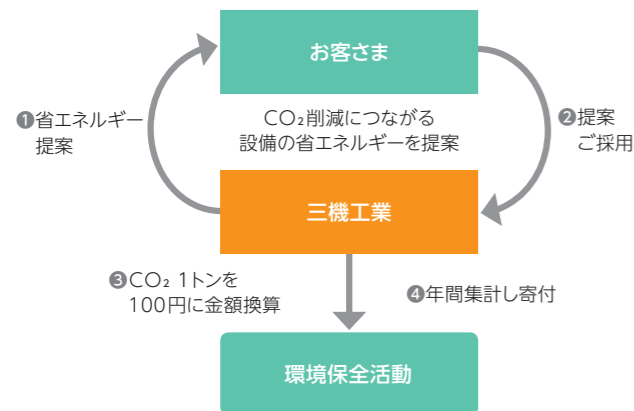 お客さま
❶省エネルギー
提案
CO₂削減につながる
設備の省エネルギーを提案
❷提案
ご採用
三機工業
❸CO₂ 1トンを
100円に金額換算
❹年間集計し寄付
環境保全活動